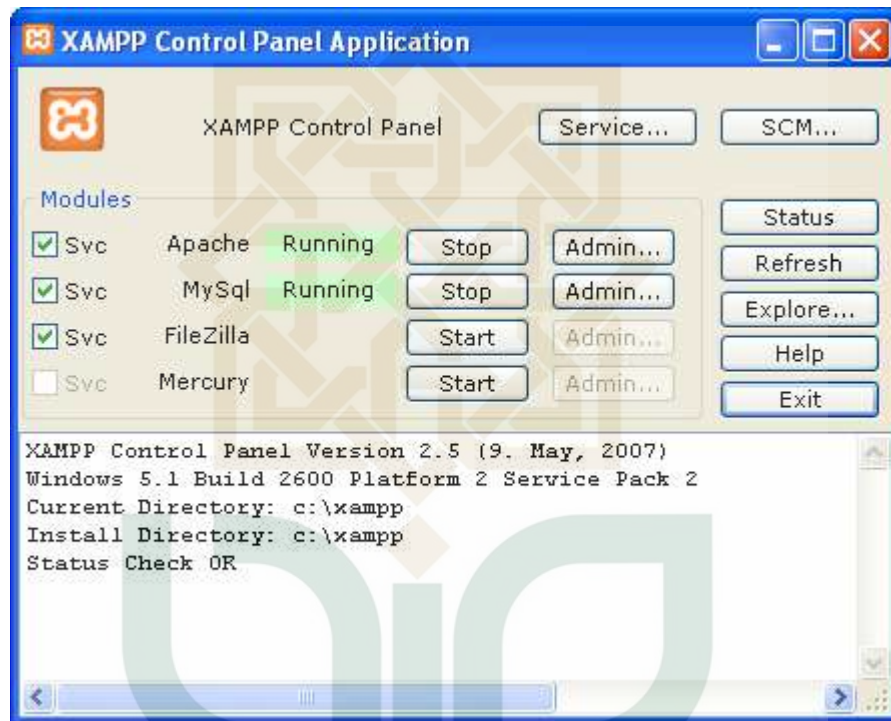 XAMPP Control Panel Application
XAMPP Control Panel Service... SCM...
Modules
Svc Apache Running Stop Admin...
Svc MySql Running Stop Admin...
Svc FileZilla Start Admin...
Svc Mercury Start Admin...
Status
Refresh
Explore...
Help
Exit
XAMPP Control Panel Version 2.5 (9. May, 2007)
Windows 5.1 Build 2600 Platform 2 Service Pack 2
Current Directory: c:\xampp
Install Directory: c:\xampp
Status Check OK